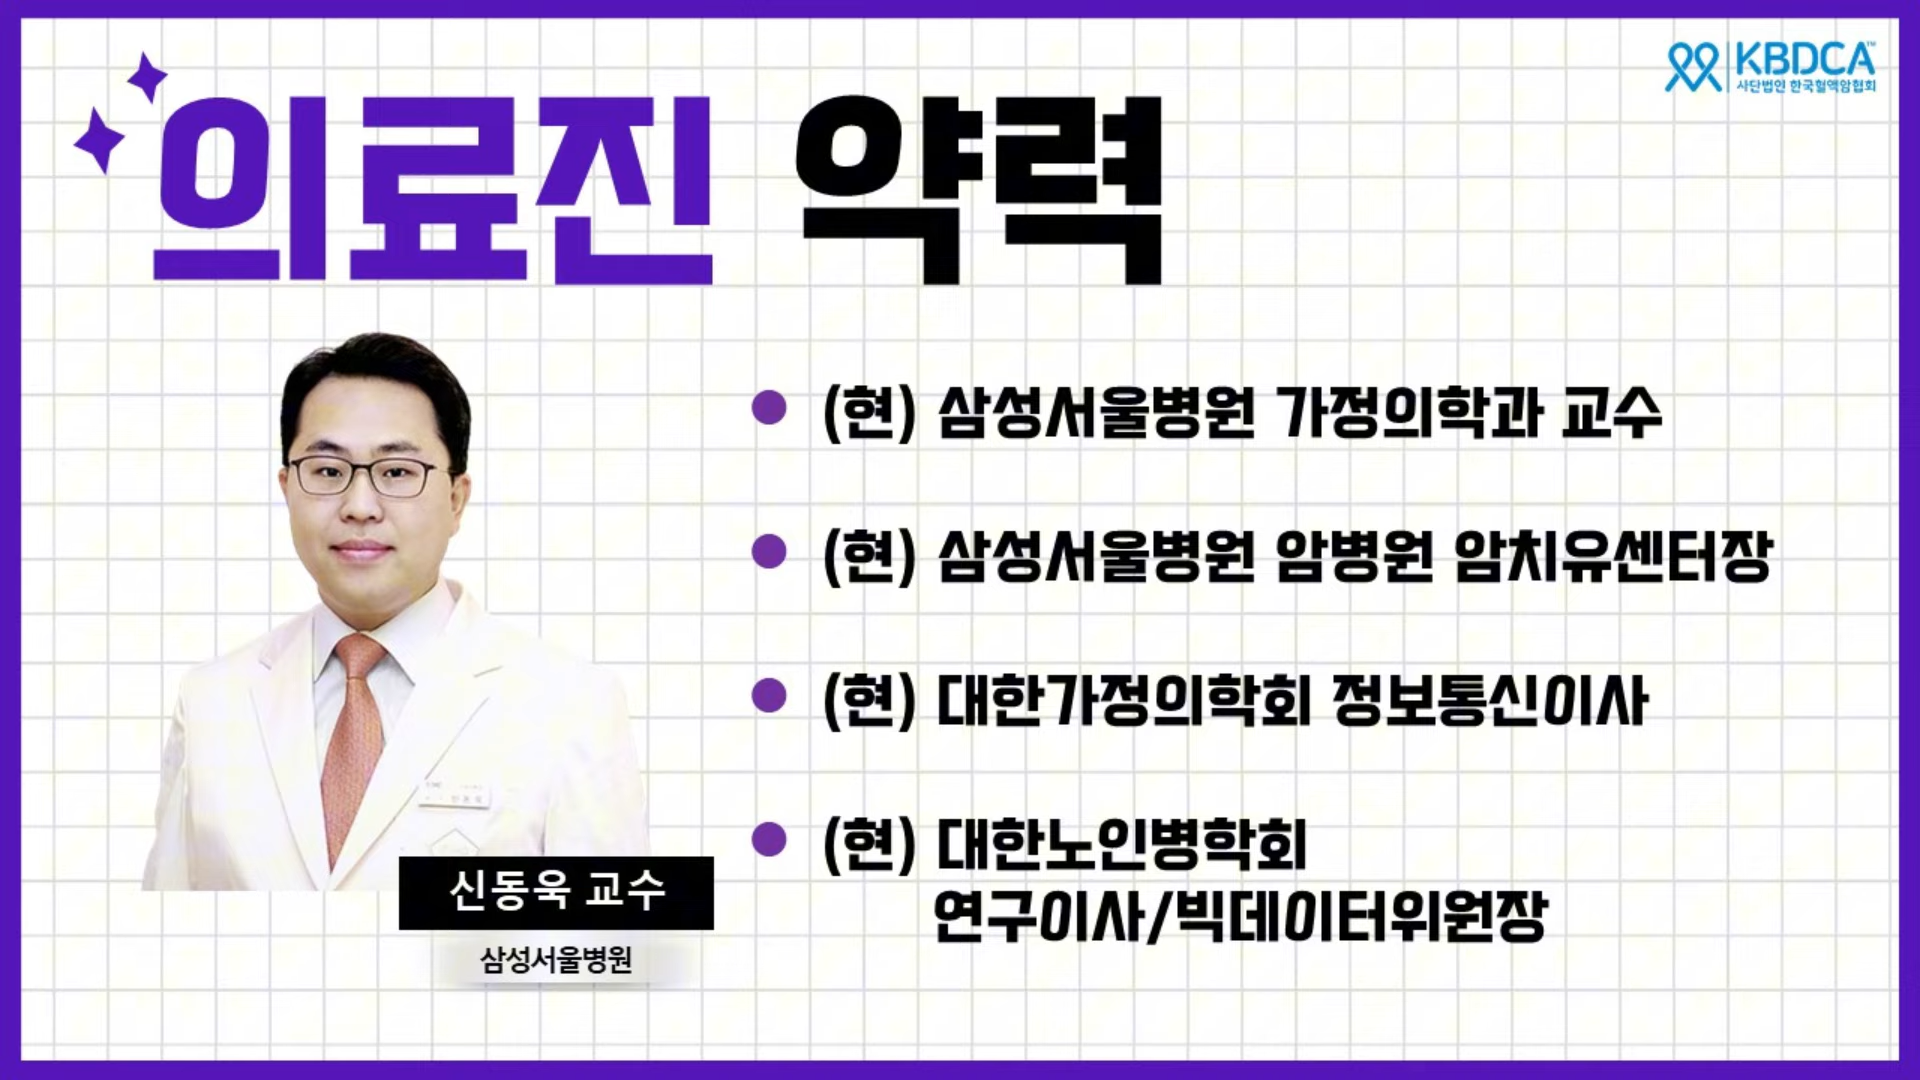 KBDCA™
사단법인 한국혈액암협회
의료진 약력
(현) 삼성서울병원 가정의학과 교수
(현) 삼성서울병원 암병원 암치유센터장
(현) 대한가정의학회 정보통신이사
(현) 대한노인병학회
연구이사/빅데이터위원장
신동욱 교수
삼성서울병원